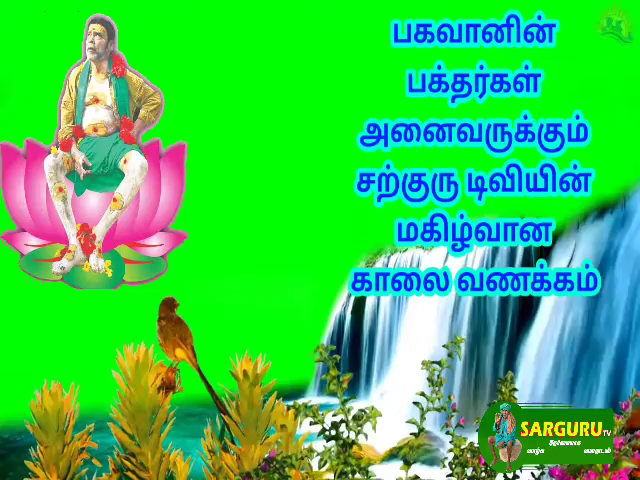 பகவானின்
பக்தர்கள்
அனைவருக்கும்
சற்குரு டிவியின்
மகிழ்வான
காலை வணக்கம்
SARGURU TV